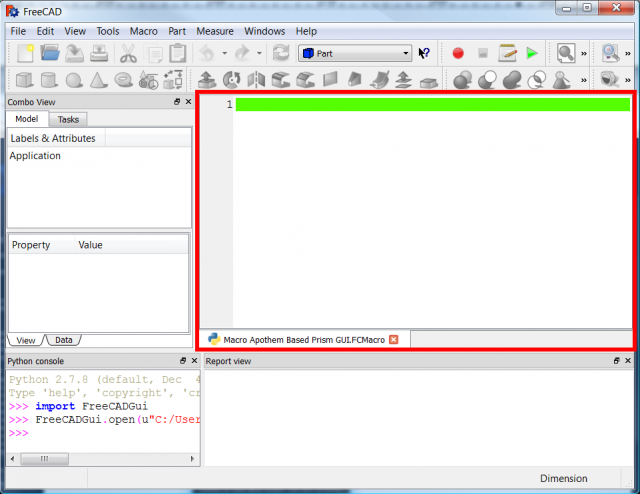 FreeCAD
File Edit View Tools Macro Part Measure Windows Help
Part
Combo View
Model Tasks
Labels & Attributes
Application
Property Value
View Data
1
Macro Apothem Based Prism GUI.FCMacro
Python console
Python 2.7.8 (default, Dec 4
Type 'help', 'copyright', 'cr
>>> import FreeCADGui
>>> FreeCADGui.open(u"C:/User
>>>
Report view
Dimension